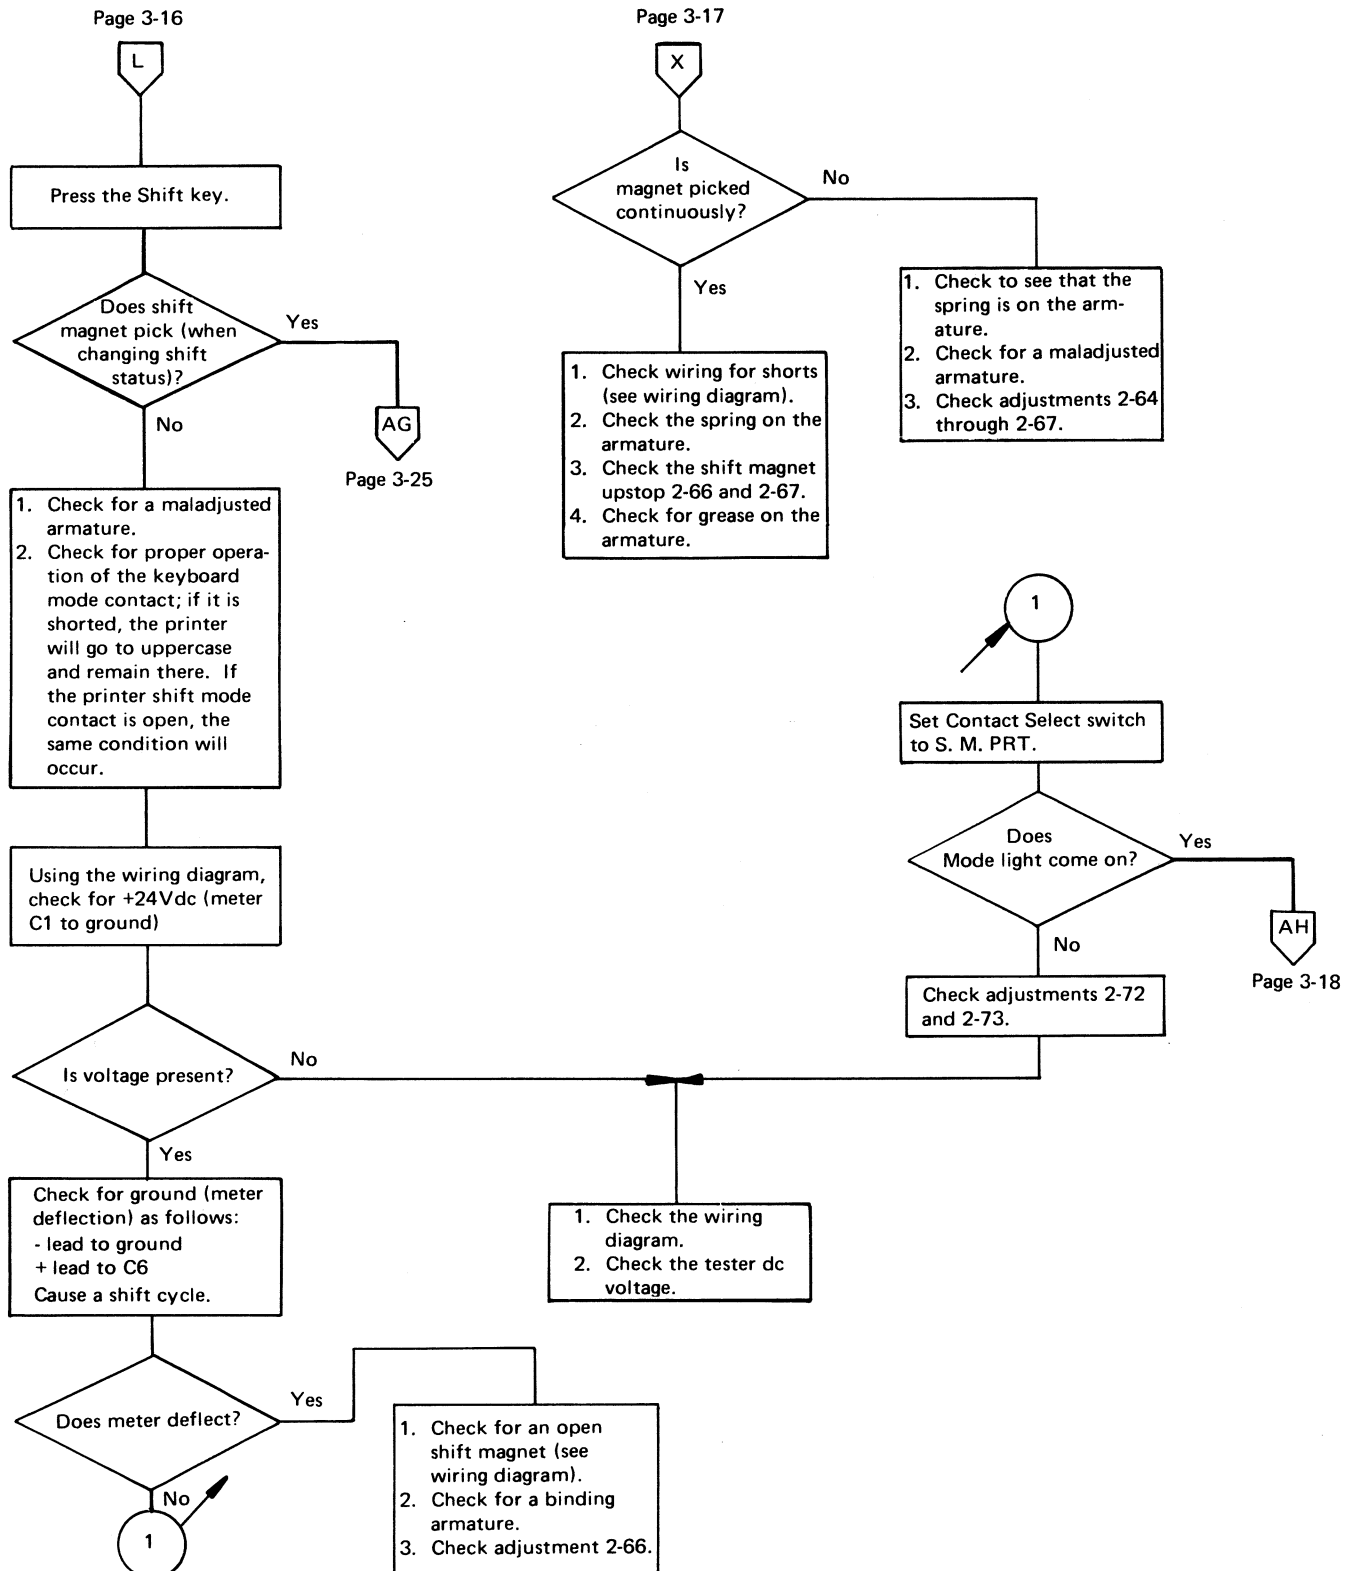 Page 3-16
L
Press the Shift key.
Does shift
magnet pick (when
changing shift
status)?
Yes
AG
Page 3-25
No
1. Check for a maladjusted
armature.
2. Check for proper opera-
tion of the keyboard
mode contact; if it is
shorted, the printer
will go to uppercase
and remain there. If
the printer shift mode
contact is open, the
same condition will
occur.
Using the wiring diagram,
check for +24Vdc (meter
C1 to ground)
Is voltage present?
No
Yes
Check for ground (meter
deflection) as follows:
- lead to ground
+ lead to C6
Cause a shift cycle.
Does meter deflect?
Yes
No
1
1. Check for an open
shift magnet (see
wiring diagram).
2. Check for a binding
armature.
3. Check adjustment 2-66.
Page 3-17
X
Is
magnet picked
continuously?
No
Yes
1. Check wiring for shorts
(see wiring diagram).
2. Check the spring on the
armature.
3. Check the shift magnet
upstop 2-66 and 2-67.
4. Check for grease on the
armature.
1. Check to see that the
spring is on the arm-
ature.
2. Check for a maladjusted
armature.
3. Check adjustments 2-64
through 2-67.
1
Set Contact Select switch
to S. M. PRT.
Does
Mode light come on?
Yes
AH
Page 3-18
No
Check adjustments 2-72
and 2-73.
1. Check the wiring
diagram.
2. Check the tester dc
voltage.